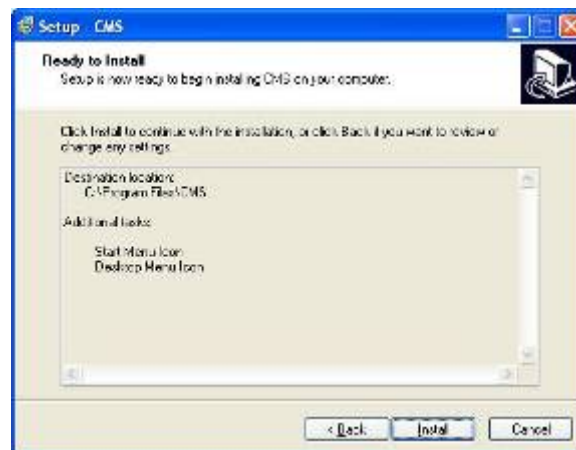 Setup - CMS
Ready to Install
Setup is now ready to begin installing CMS on your computer.
Click Install to continue with the installation, or click Back if you want to review or
change any settings.
Destination location:
C:\Program Files\CMS
Additional tasks:
Start Menu Icon
Desktop Menu Icon
< Back
Install
Cancel